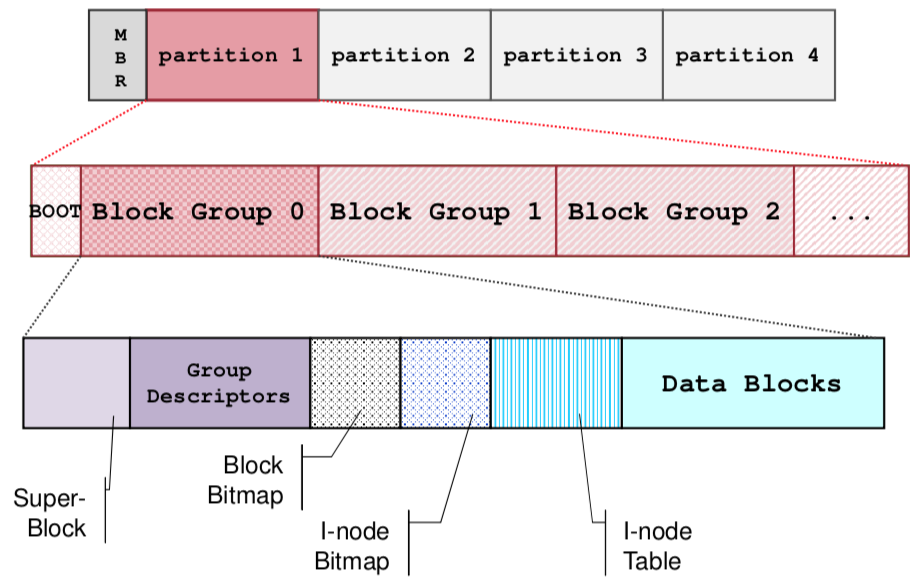 M
B
R
partition 1
partition 2
partition 3
partition 4
BOOT
Block Group 0
Block Group 1
Block Group 2
...
Group
Descriptors
Data Blocks
Super-
Block
Block
Bitmap
I-node
Bitmap
I-node
Table